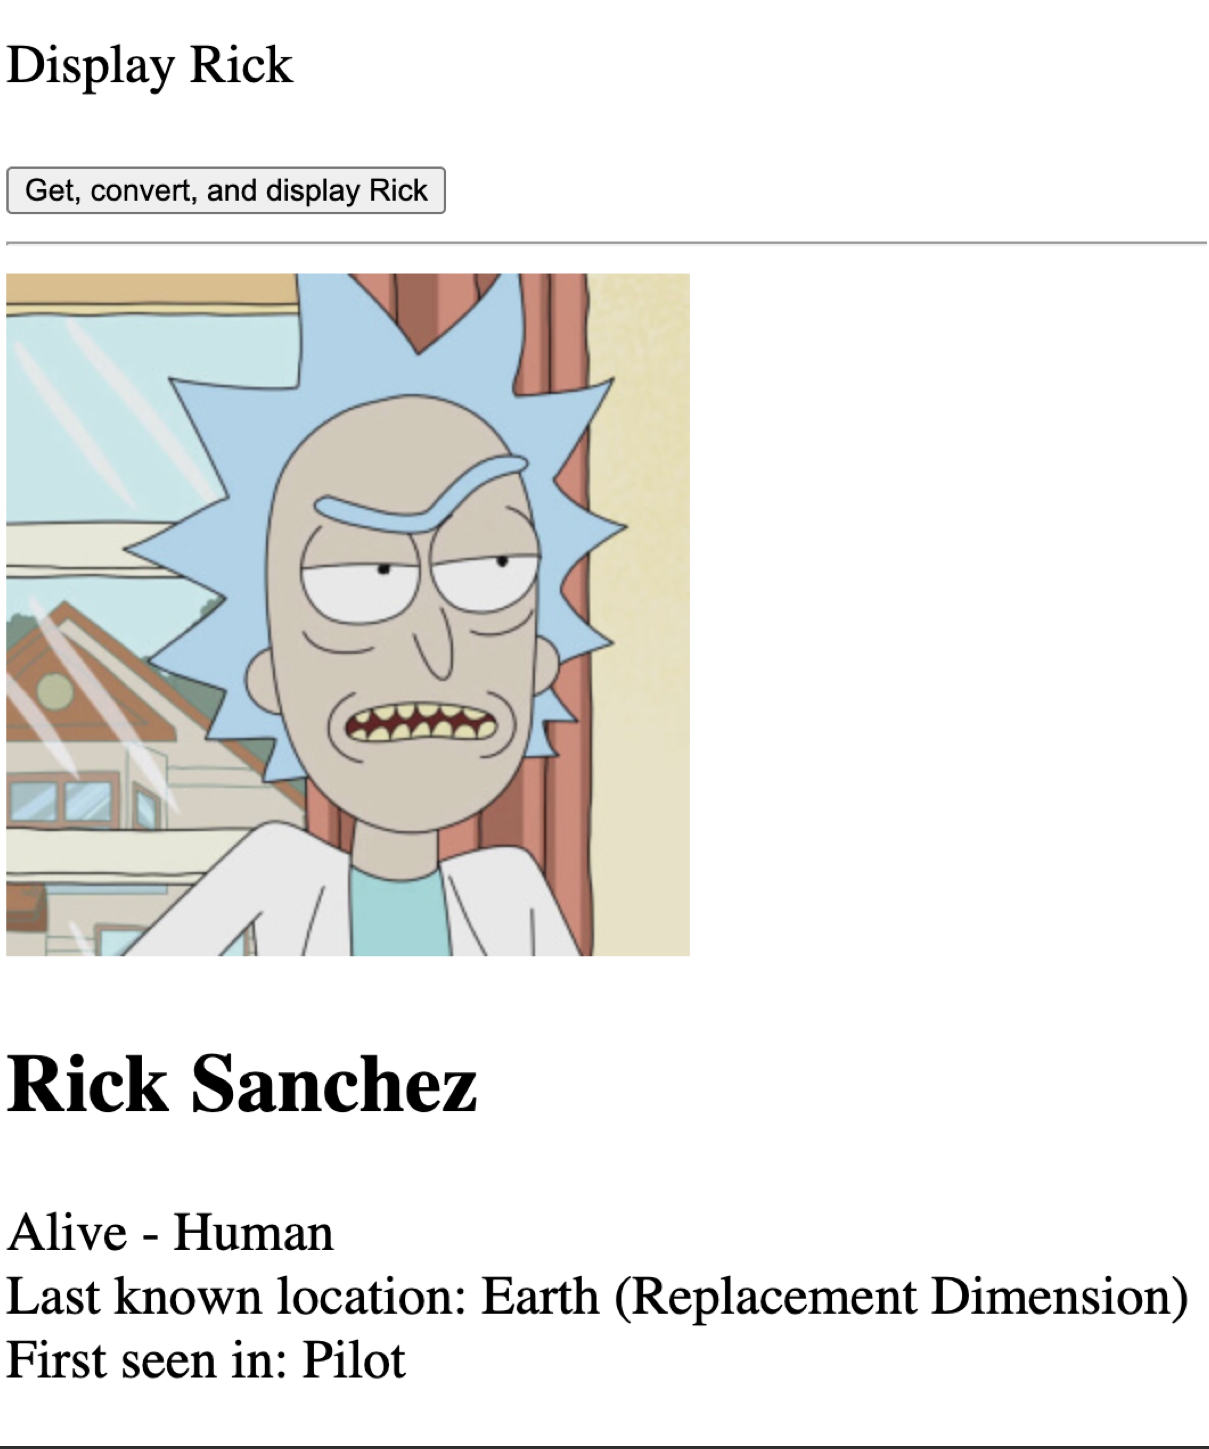 Display Rick
Get, convert, and display Rick
Rick Sanchez
Alive - Human
Last known location: Earth (Replacement Dimension)
First seen in: Pilot